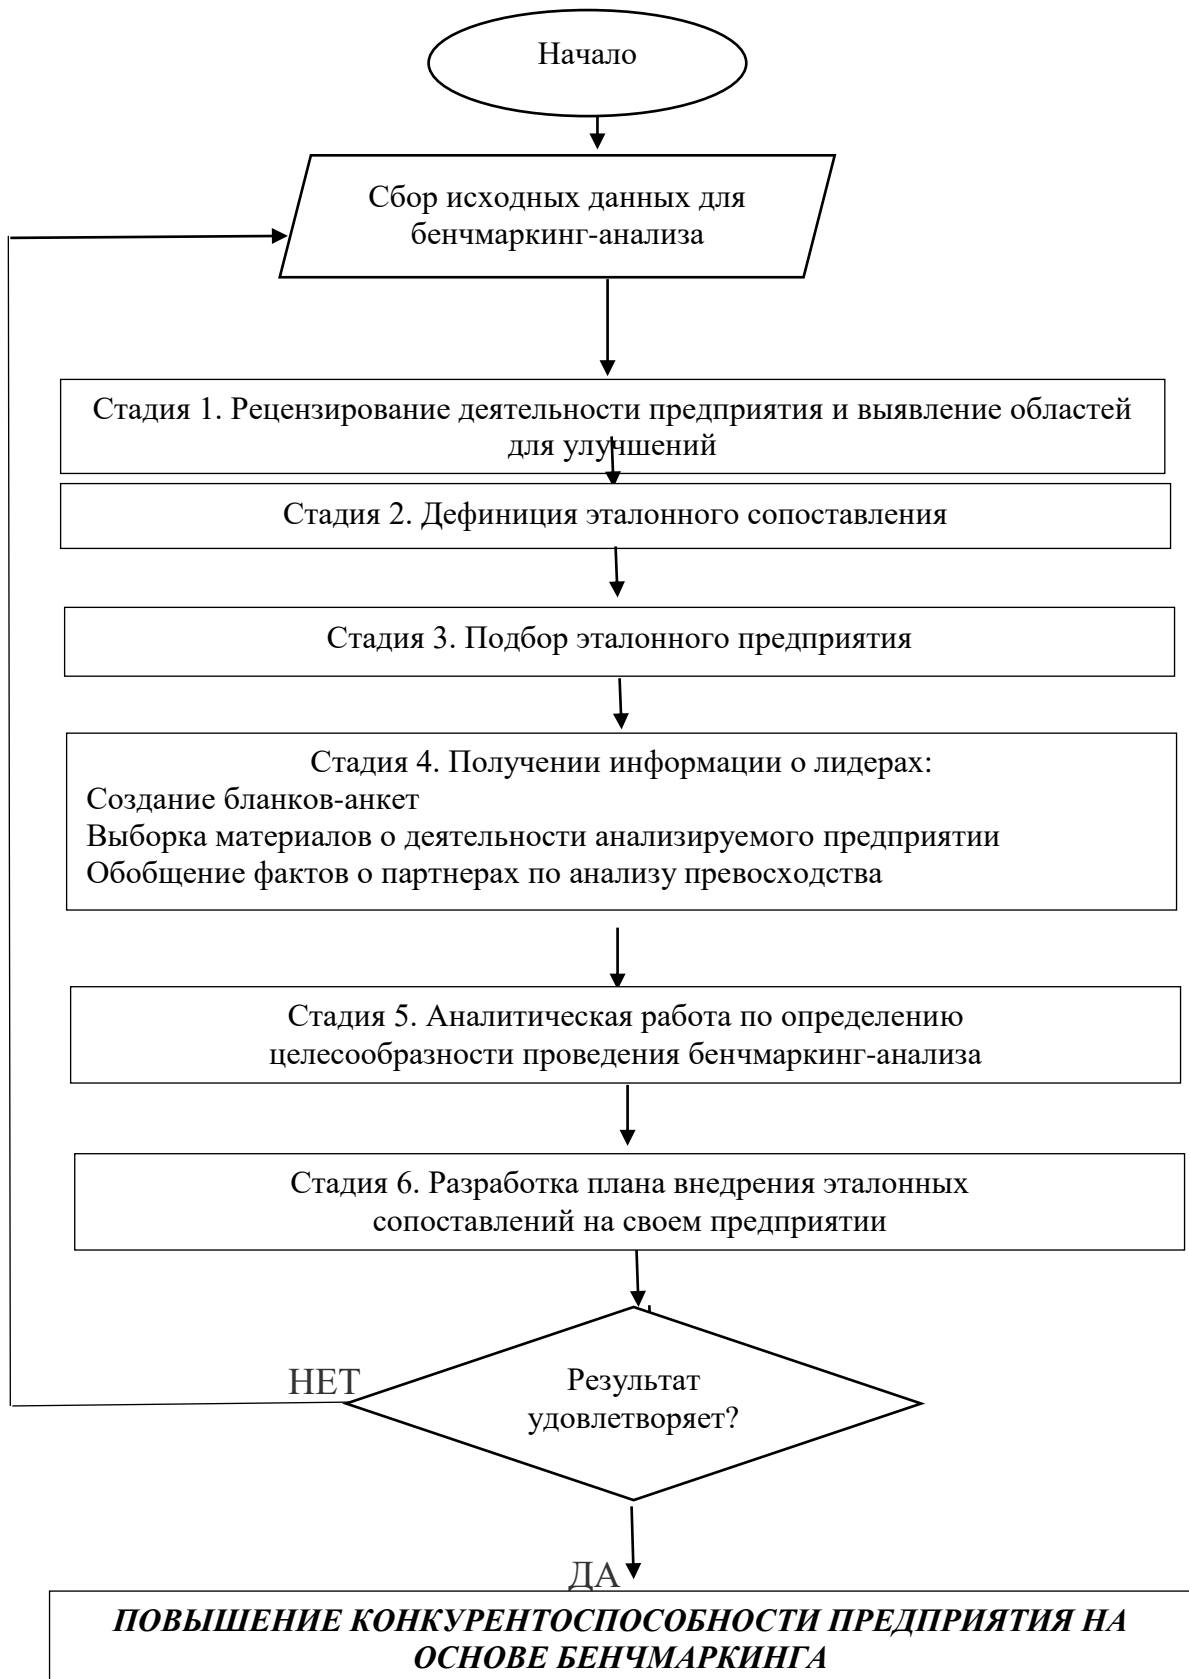 Начало
Сбор исходных данных для
бенчмаркинг-анализа
Стадия 1. Рецензирование деятельности предприятия и выявление областей
для улучшений
Стадия 2. Дефиниция эталонного сопоставления
Стадия 3. Подбор эталонного предприятия
Стадия 4. Получении информации о лидерах:
Создание бланков-анкет
Выборка материалов о деятельности анализируемого предприятии
Обобщение фактов о партнерах по анализу превосходства
Стадия 5. Аналитическая работа по определению
целесообразности проведения бенчмаркинг-анализа
Стадия 6. Разработка плана внедрения эталонных
сопоставлений на своем предприятии
НЕТ
Результат
удовлетворяет?
ДА
ПОВЫШЕНИЕ КОНКУРЕНТОСПОСОБНОСТИ ПРЕДПРИЯТИЯ НА
ОСНОВЕ БЕНЧМАРКИНГА